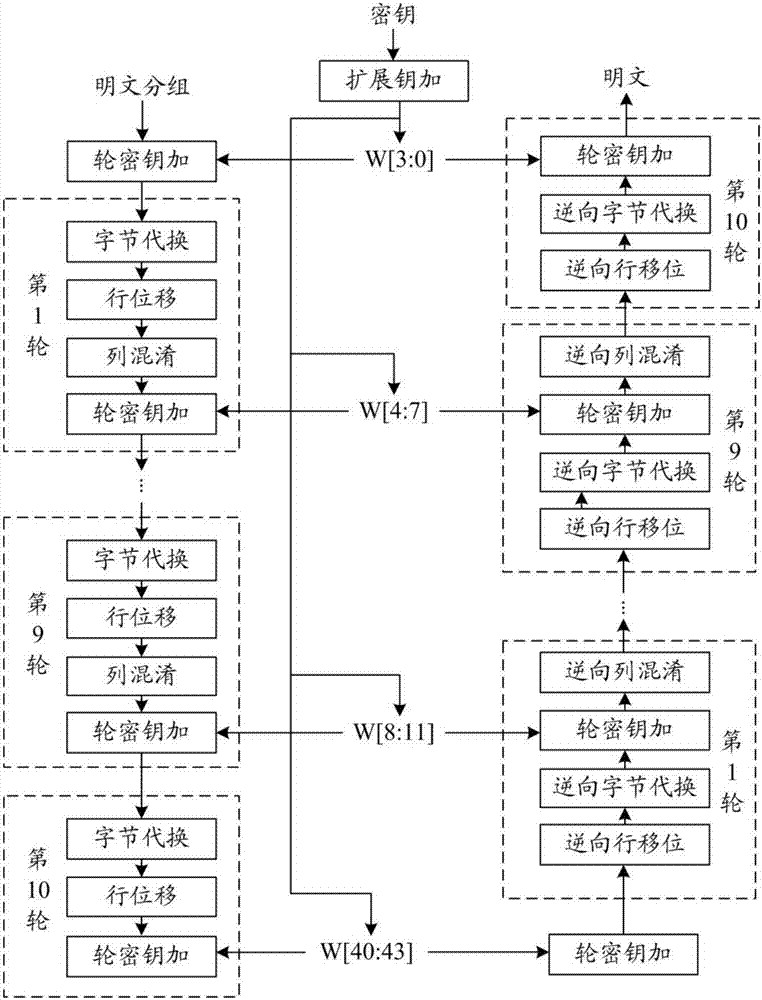 密钥
扩展钥加
明文分组
轮密钥加
第1轮
字节代换
行位移
列混淆
轮密钥加
...
第9轮
字节代换
行位移
列混淆
轮密钥加
第10轮
字节代换
行位移
轮密钥加
W[3:0]
W[4:7]
W[8:11]
W[40:43]
明文
轮密钥加
逆向字节代换
逆向行移位
第10轮
逆向列混淆
轮密钥加
逆向字节代换
逆向行移位
第9轮
...
逆向列混淆
轮密钥加
逆向字节代换
逆向行移位
第1轮
轮密钥加